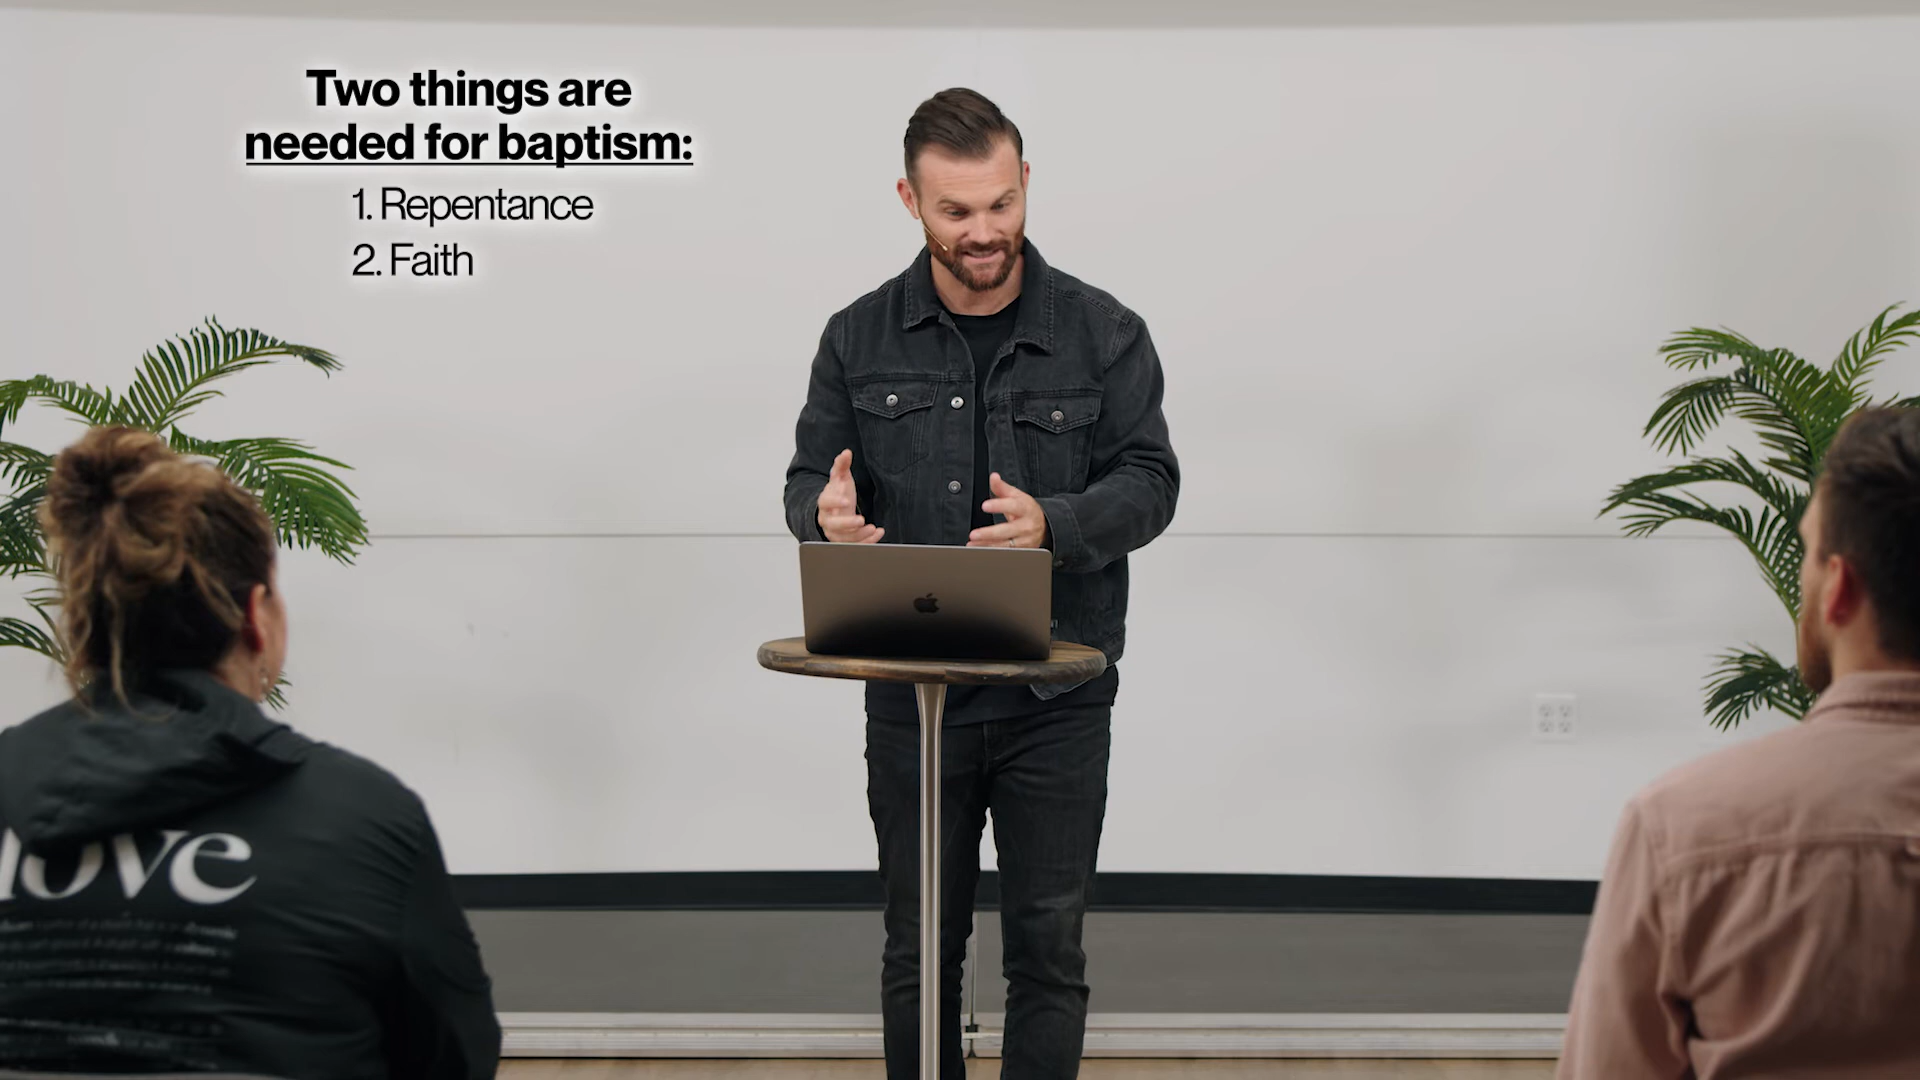 Two things are
needed for baptism:
1. Repentance
2. Faith
love